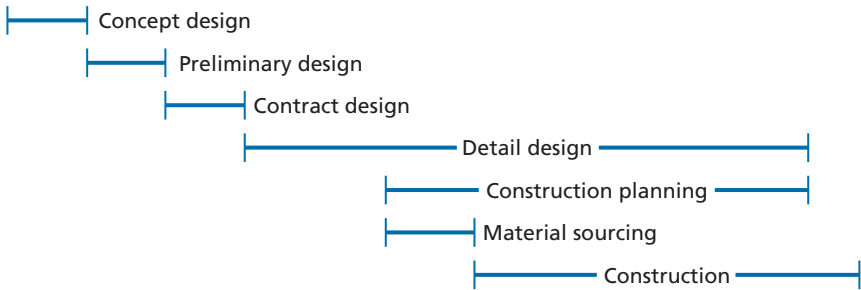 Concept design
Preliminary design
Contract design
Detail design
Construction planning
Material sourcing
Construction